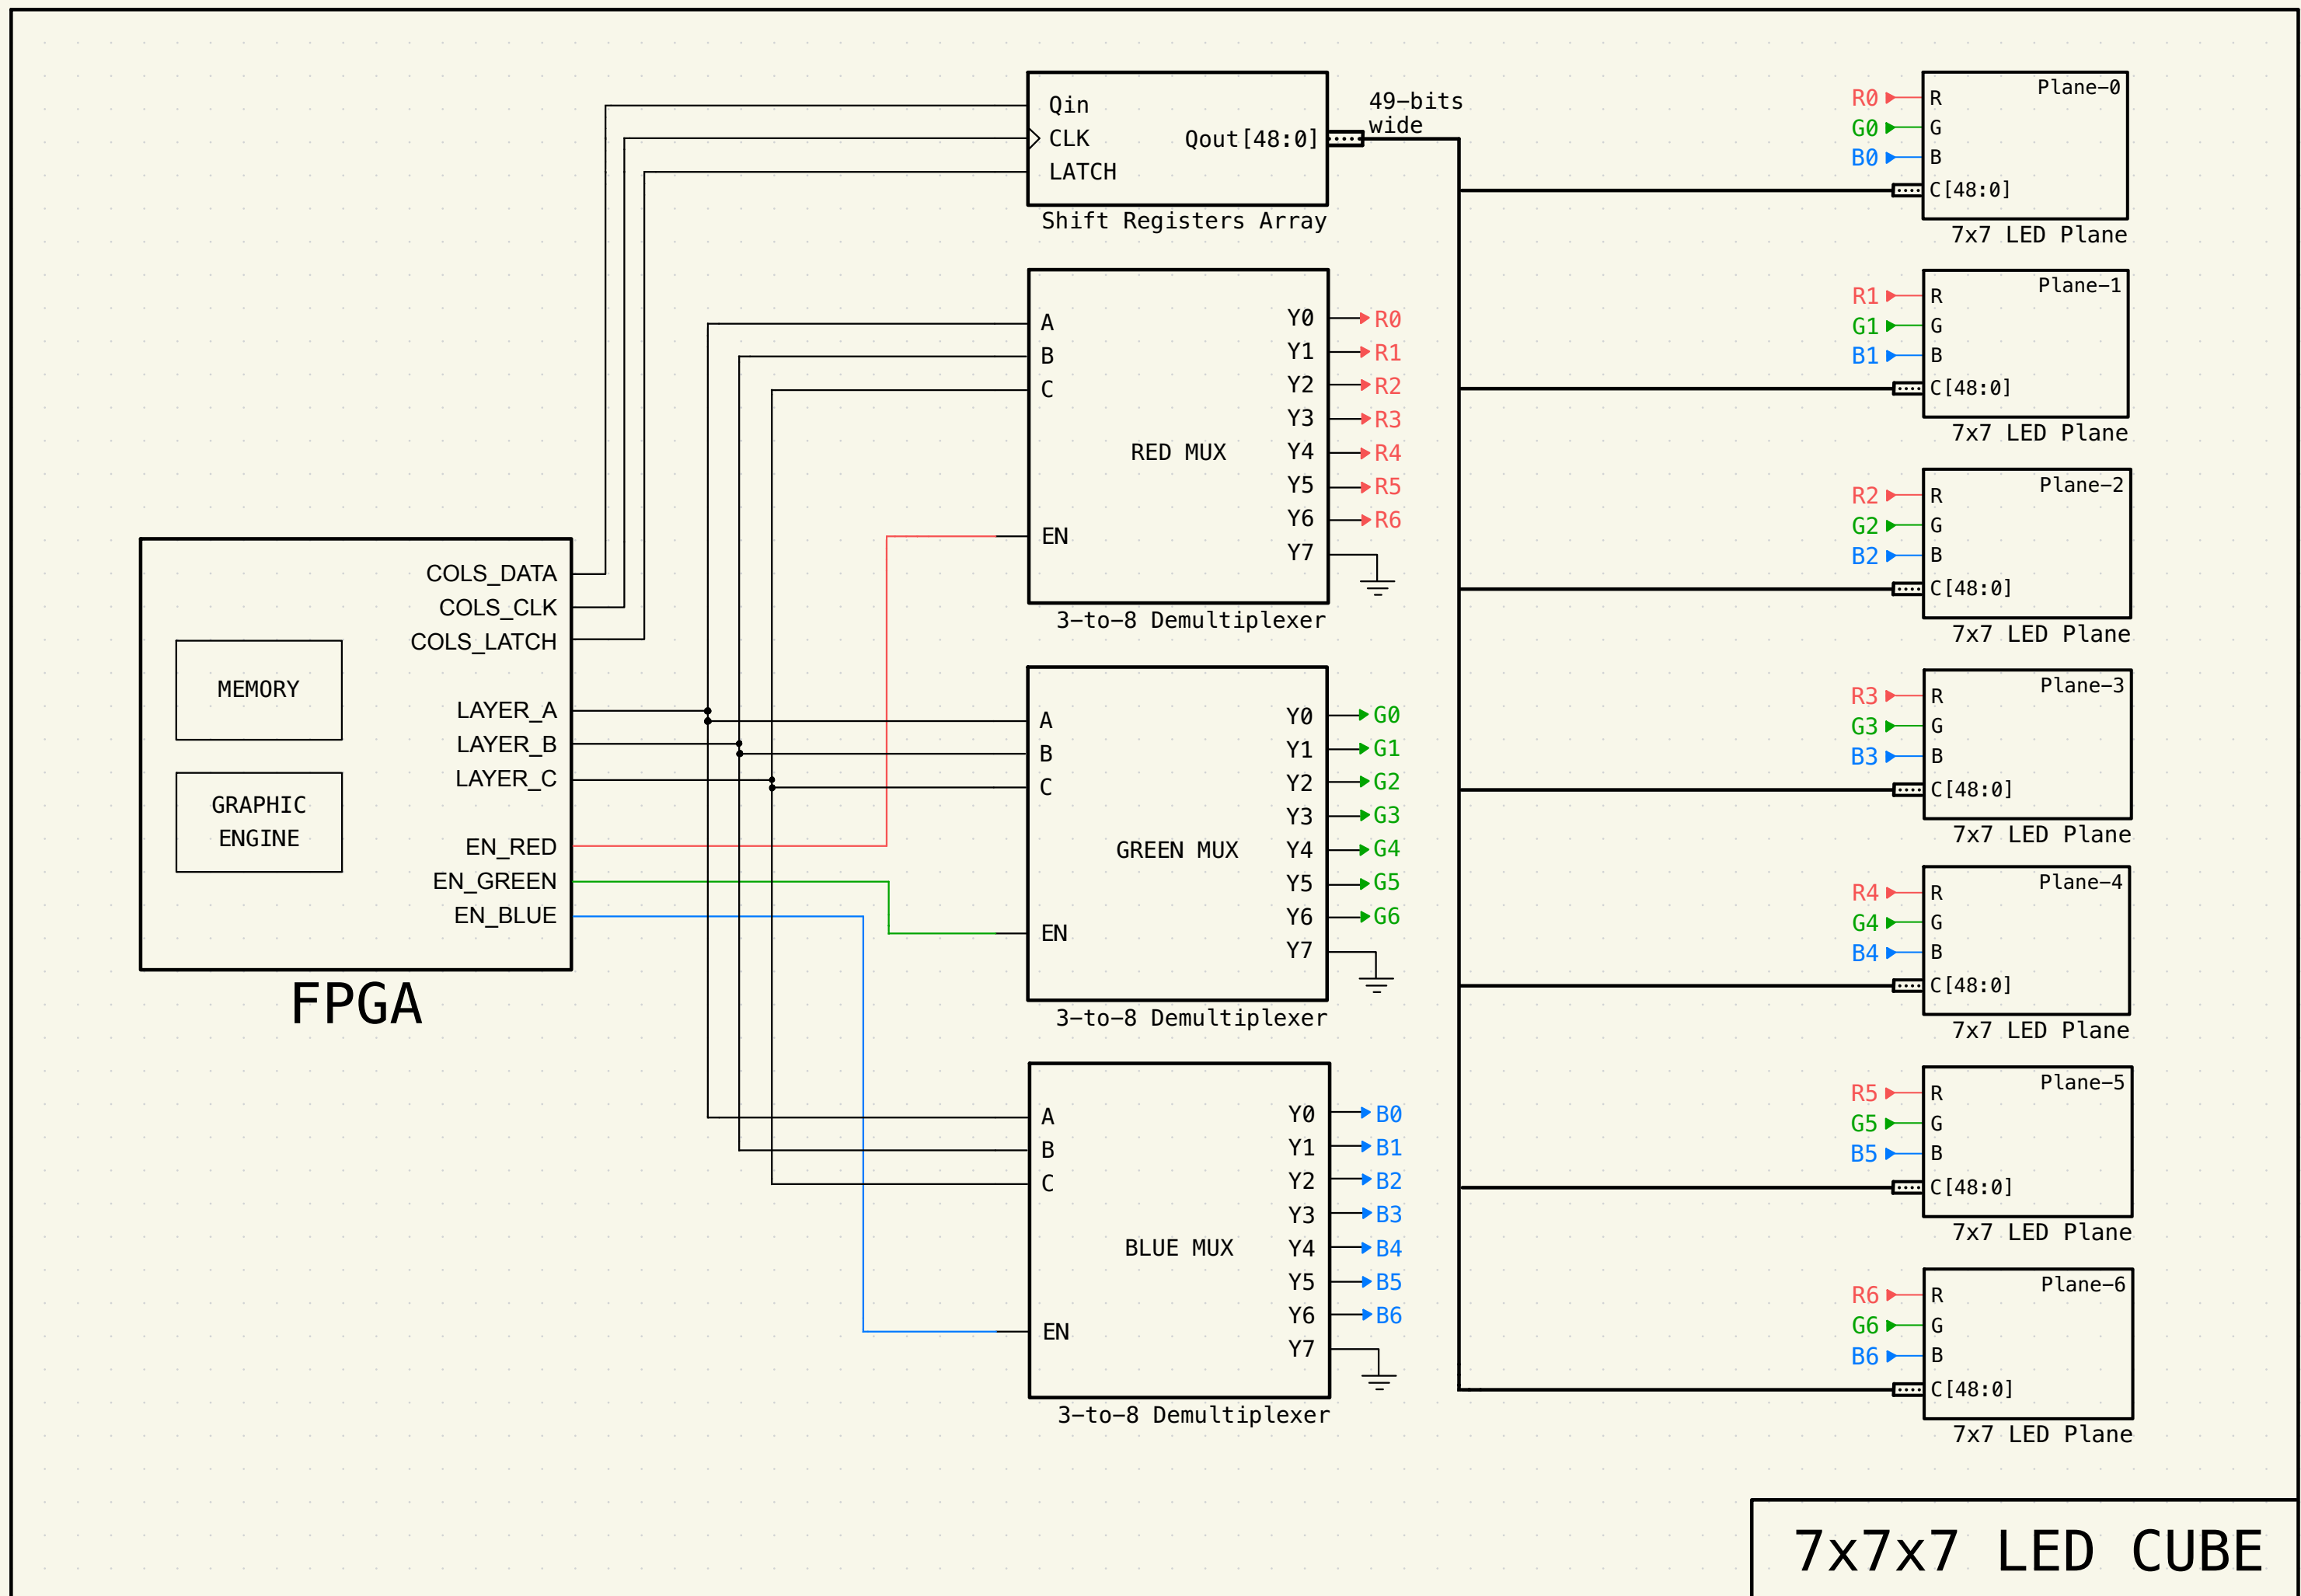 Qin
CLK
LATCH
Qout[48:0]
Shift Registers Array
49-bits
wide
A
B
C
EN
RED MUX
Y0
Y1
Y2
Y3
Y4
Y5
Y6
Y7
R0
R1
R2
R3
R4
R5
R6
3-to-8 Demultiplexer
COLS_DATA
COLS_CLK
COLS_LATCH
LAYER_A
LAYER_B
LAYER_C
EN_RED
EN_GREEN
EN_BLUE
MEMORY
GRAPHIC
ENGINE
FPGA
A
B
C
EN
GREEN MUX
Y0
Y1
Y2
Y3
Y4
Y5
Y6
Y7
G0
G1
G2
G3
G4
G5
G6
3-to-8 Demultiplexer
A
B
C
EN
BLUE MUX
Y0
Y1
Y2
Y3
Y4
Y5
Y6
Y7
B0
B1
B2
B3
B4
B5
B6
3-to-8 Demultiplexer
Plane-0
R0 R
G0 G
B0 B
C[48:0]
7x7 LED Plane
Plane-1
R1 R
G1 G
B1 B
C[48:0]
7x7 LED Plane
Plane-2
R2 R
G2 G
B2 B
C[48:0]
7x7 LED Plane
Plane-3
R3 R
G3 G
B3 B
C[48:0]
7x7 LED Plane
Plane-4
R4 R
G4 G
B4 B
C[48:0]
7x7 LED Plane
Plane-5
R5 R
G5 G
B5 B
C[48:0]
7x7 LED Plane
Plane-6
R6 R
G6 G
B6 B
C[48:0]
7x7 LED Plane
7x7x7 LED CUBE